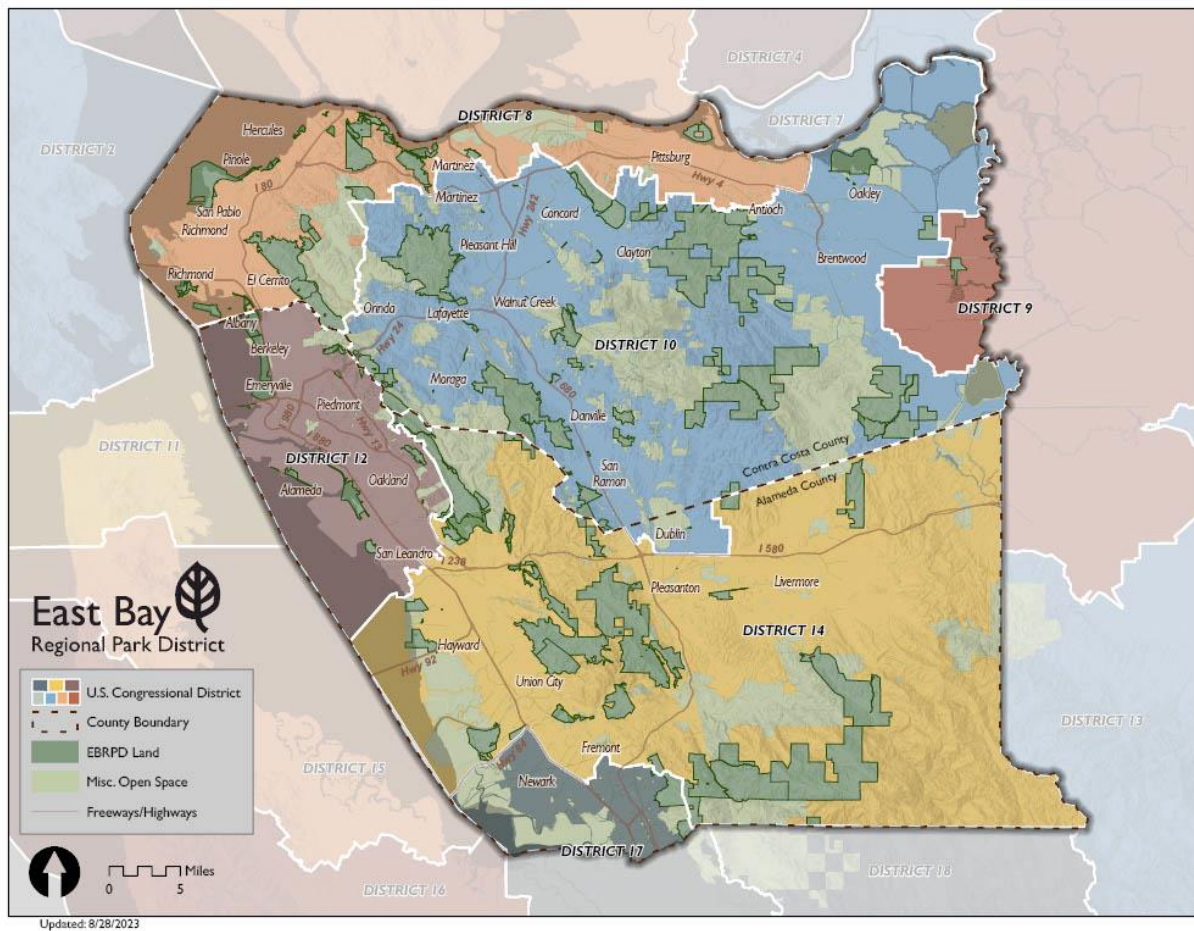 DISTRICT 4
DISTRICT 8
DISTRICT 7
DISTRICT 2
Hercules
Pinole
Martinez
Pittsburg
Hwy 4
I 80
Martinez
Oakley
San Pablo
Richmond
Concord
Antioch
Hwy 242
Pleasant Hill
Clayton
Brentwood
Richmond
El Cerrito
Orinda
Walnut Creek
Lafayette
DISTRICT 9
Albany
Hwy 24
DISTRICT 10
Berkeley
Moraga
I 680
Emeryville
Piedmont
Danville
I 980
I 880
Hwy 13
DISTRICT 11
DISTRICT 12
Contra Costa County
Alameda County
San
Ramon
Oakland
Alameda
Dublin
San Leandro
I 238
I 580
Pleasanton
Livermore
East Bay
Regional Park District
DISTRICT 14
Hayward
Hwy 92
Union City
U.S. Congressional District
County Boundary
EBRPD Land
Misc. Open Space
Freeways/Highways
DISTRICT 13
Fremont
Hwy 84
DISTRICT 15
Newark
DISTRICT 17
DISTRICT 18
DISTRICT 16
Miles
0 5
Updated: 8/28/2023